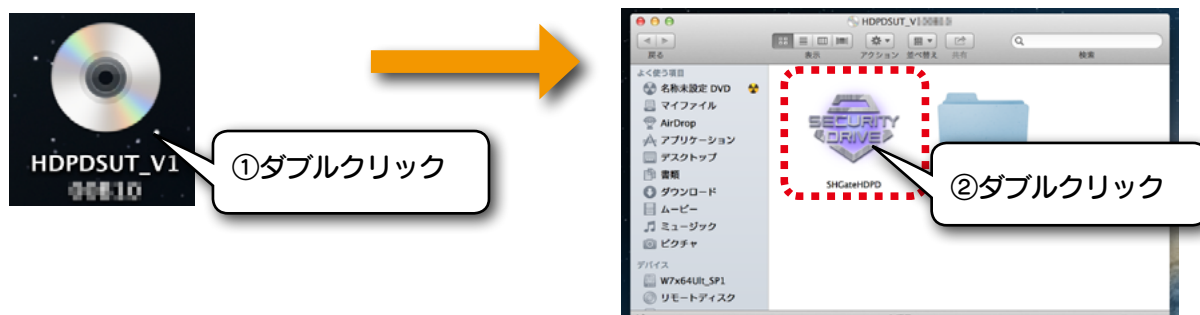 HDPDSUT_V1
①ダブルクリック
HDPDSUT_V1
戻る
表示
アクション
並べ替え
共有
検索
よく使う項目
名称未設定 DVD
マイファイル
AirDrop
アプリケーション
デスクトップ
書類
ダウンロード
ムービー
ミュージック
ピクチャ
デバイス
W7x64Ult_SP1
リモートディスク
SECURITY
DRIVE
SHGateHDPD
②ダブルクリック